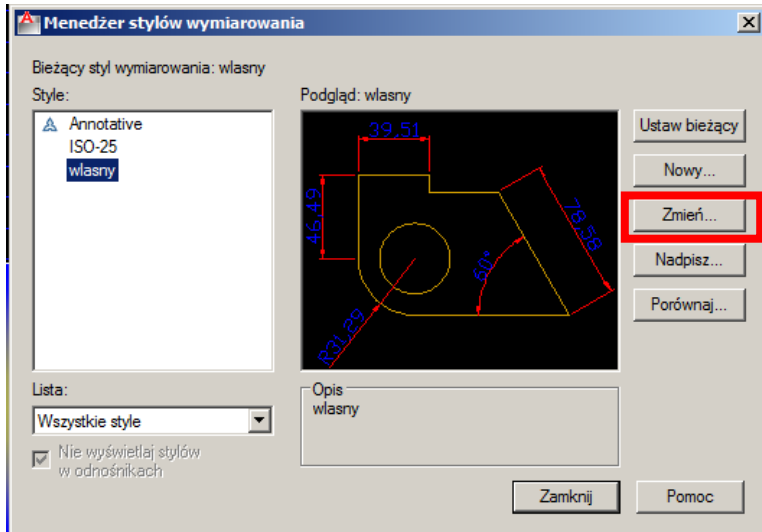 Menedżer stylów wymiarowania
Bieżący styl wymiarowania: wlasny
Style:
Annotative
ISO-25
wlasny
Podgląd: wlasny
39,51
46,49
78,58
60°
R31,29
Ustaw bieżący
Nowy...
Zmień...
Nadpisz...
Porównaj...
Lista:
Wszystkie style
Nie wyświetlaj stylów
w odnośnikach
Opis
wlasny
Zamknij
Pomoc